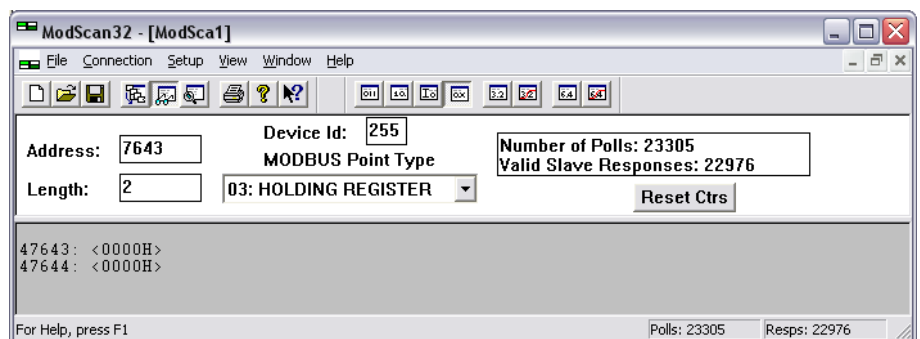 ModScan32 - [ModSca1]
File Connection Setup View Window Help
Address: 7643
Device Id: 255
MODBUS Point Type
Length: 2
03: HOLDING REGISTER
Number of Polls: 23305
Valid Slave Responses: 22976
Reset Ctrs
47643: <0000H>
47644: <0000H>
For Help, press F1
Polls: 23305
Resps: 22976